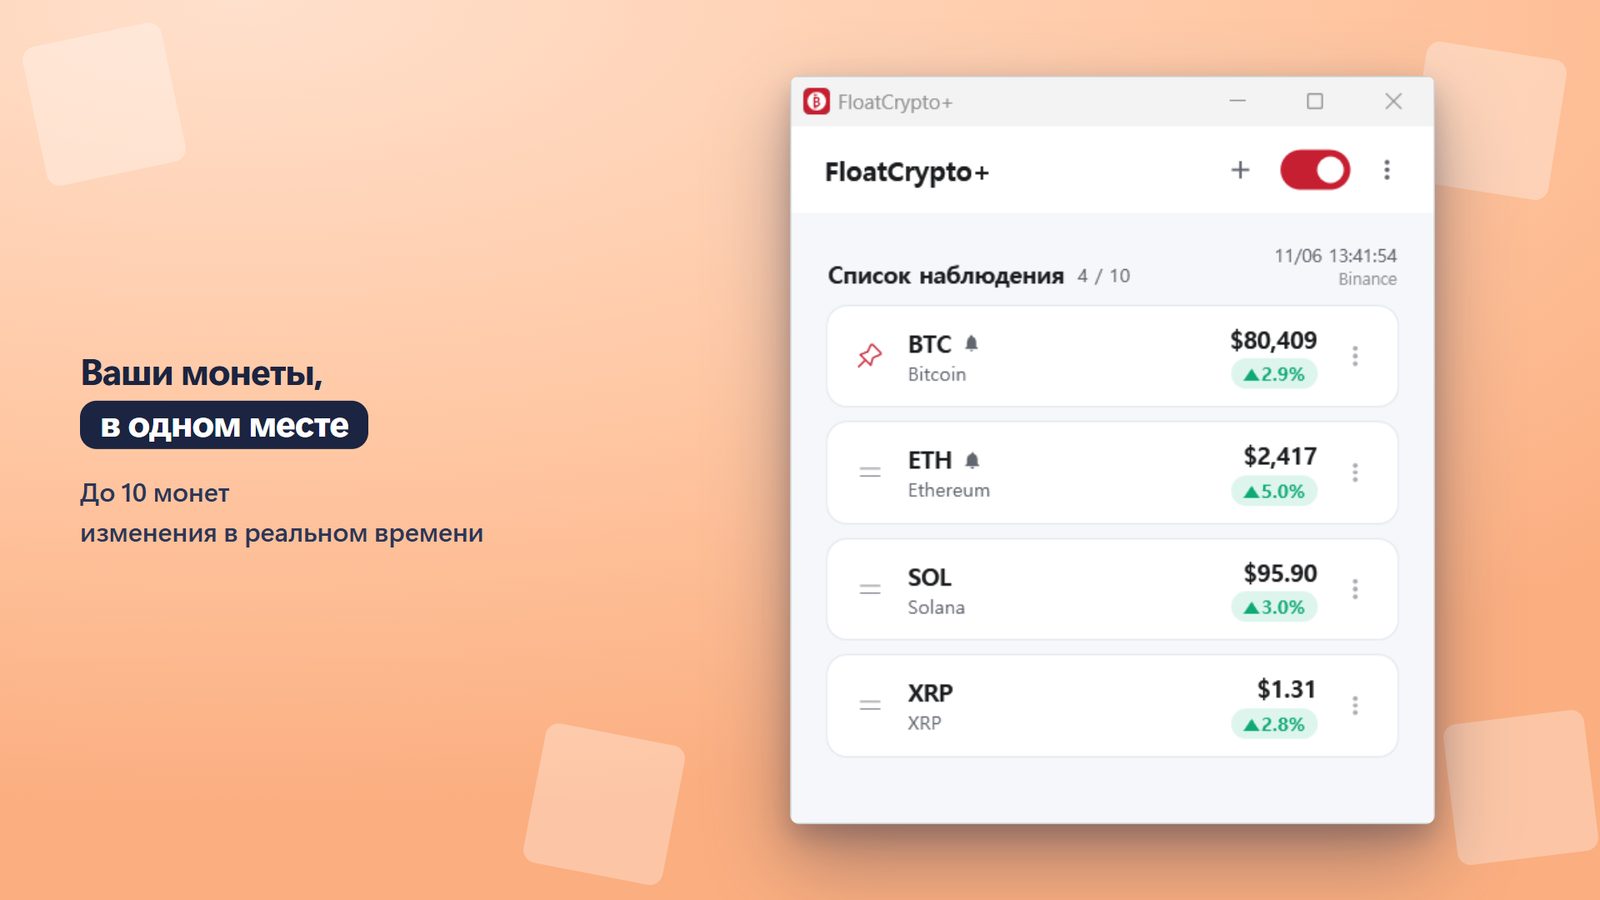 Ваши монеты,
в одном месте
До 10 монет
изменения в реальном времени
FloatCrypto+
FloatCrypto+
Список наблюдения 4 / 10
11/06 13:41:54
Binance
BTC
Bitcoin
$80,409
▲2.9%
ETH
Ethereum
$2,417
▲5.0%
SOL
Solana
$95.90
▲3.0%
XRP
XRP
$1.31
▲2.8%